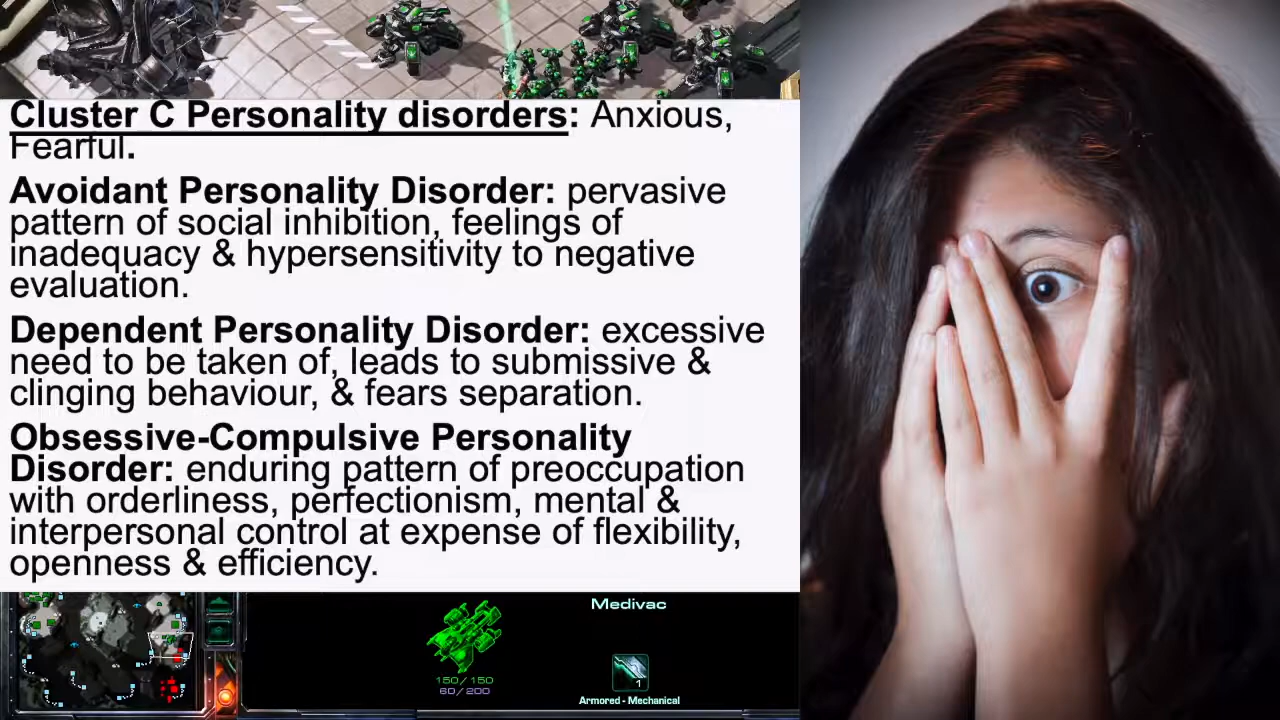 Cluster C Personality disorders: Anxious,
Fearful.
Avoidant Personality Disorder: pervasive
pattern of social inhibition, feelings of
inadequacy & hypersensitivity to negative
evaluation.
Dependent Personality Disorder: excessive
need to be taken of, leads to submissive &
clinging behaviour, & fears separation.
Obsessive-Compulsive Personality
Disorder: enduring pattern of preoccupation
with orderliness, perfectionism, mental &
interpersonal control at expense of flexibility,
openness & efficiency.
Medivac
150/150
60/200
1
Armored - Mechanical